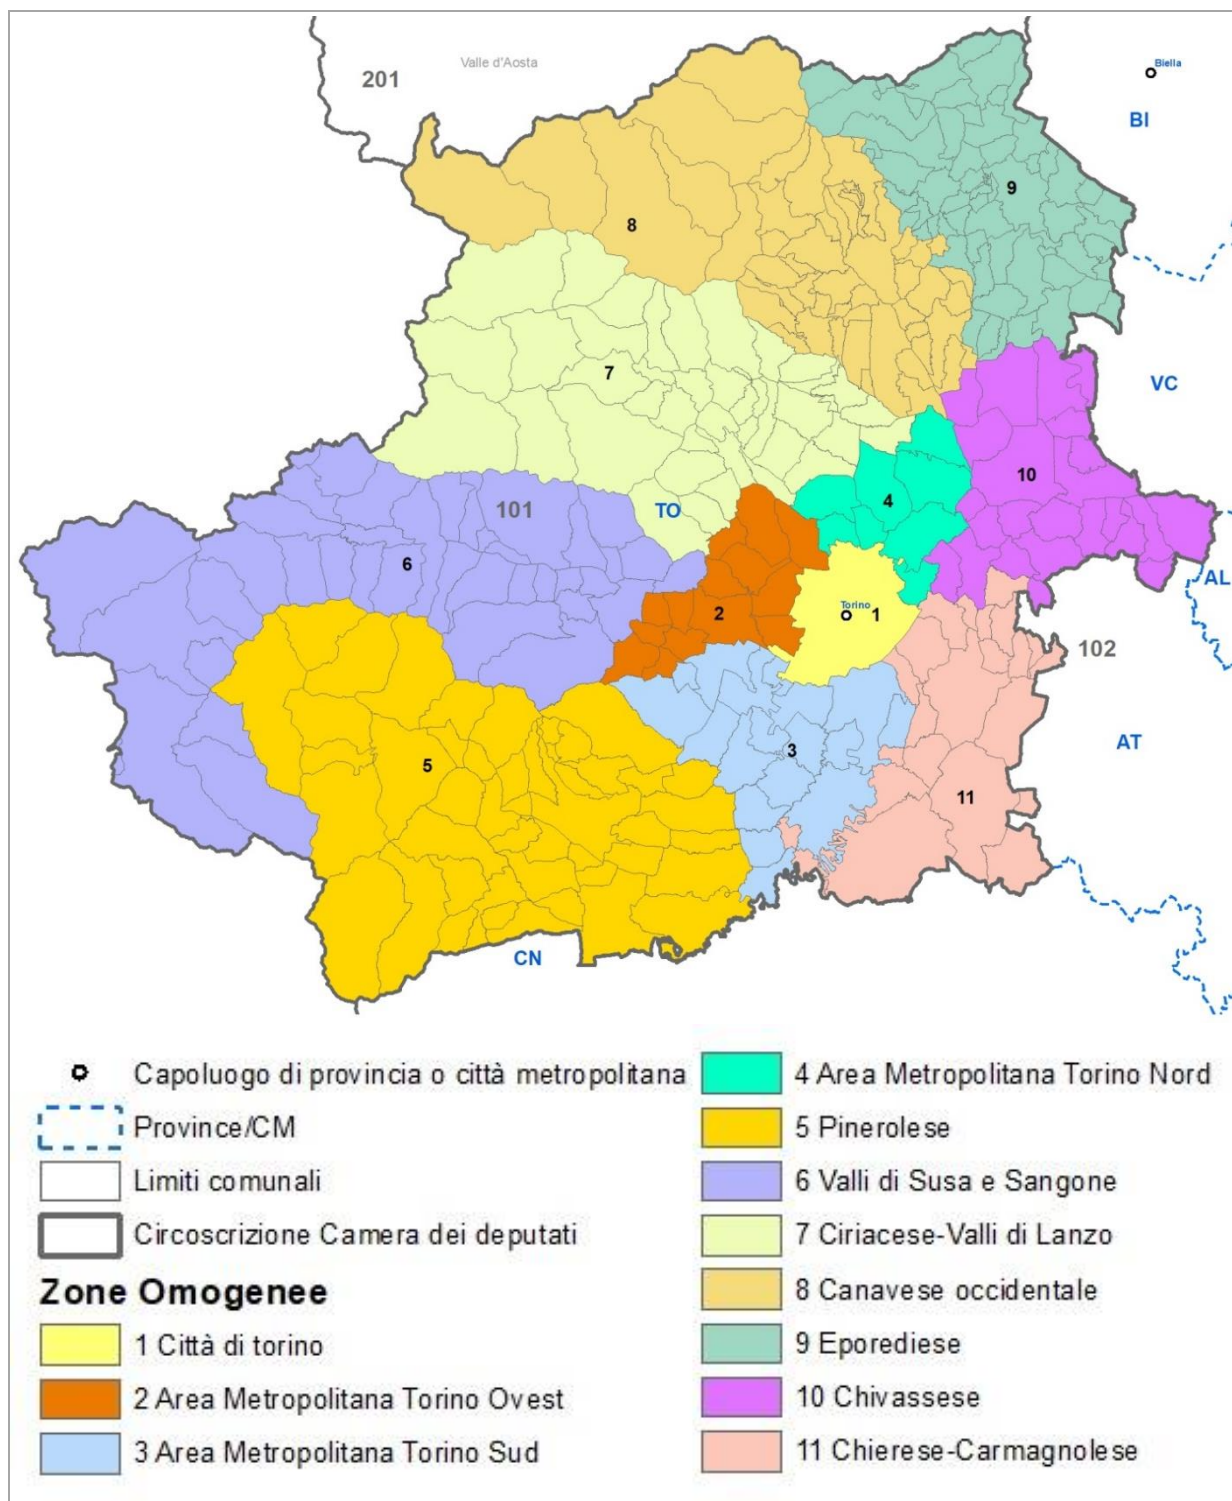 Valle d'Aosta
201
Biella
BI
9
8
7
VC
10
4
TO
101
6
AL
Torino
1
2
102
3
AT
5
11
CN
Capoluogo di provincia o città metropolitana
Province/CM
Limiti comunali
Circoscrizione Camera dei deputati
Zone Omogenee
1 Città di torino
2 Area Metropolitana Torino Ovest
3 Area Metropolitana Torino Sud
4 Area Metropolitana Torino Nord
5 Pinerolese
6 Valli di Susa e Sangone
7 Ciriacese-Valli di Lanzo
8 Canavese occidentale
9 Eporediese
10 Chivassese
11 Chierese-Carmagnolese